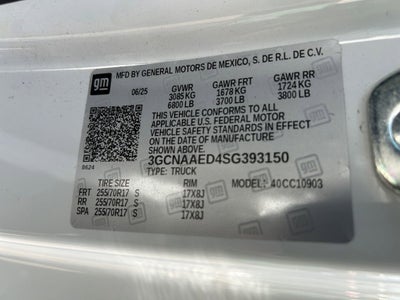 gm
MFD BY GENERAL MOTORS DE MEXICO, S. DE R.L. DE C.V.
06/25 GVWR GAWR FRT GAWR RR
3085 KG 1678 KG 1724 KG
6800 LB 3700 LB 3800 LB
THIS VEHICLE CONFORMS TO ALL
APPLICABLE U.S. FEDERAL MOTOR
VEHICLE SAFETY STANDARDS IN EFFECT
ON THE DATE OF MANUFACTURE
SHOWN ABOVE.
3GCNAAED4SG393150
8624 TYPE: TRUCK MODEL: 40CC10903
TIRE SIZE RIM
FRT 255/70R17 S 17X8J
RR 255/70R17 S 17X8J
SPA 255/70R17 S 17X8J